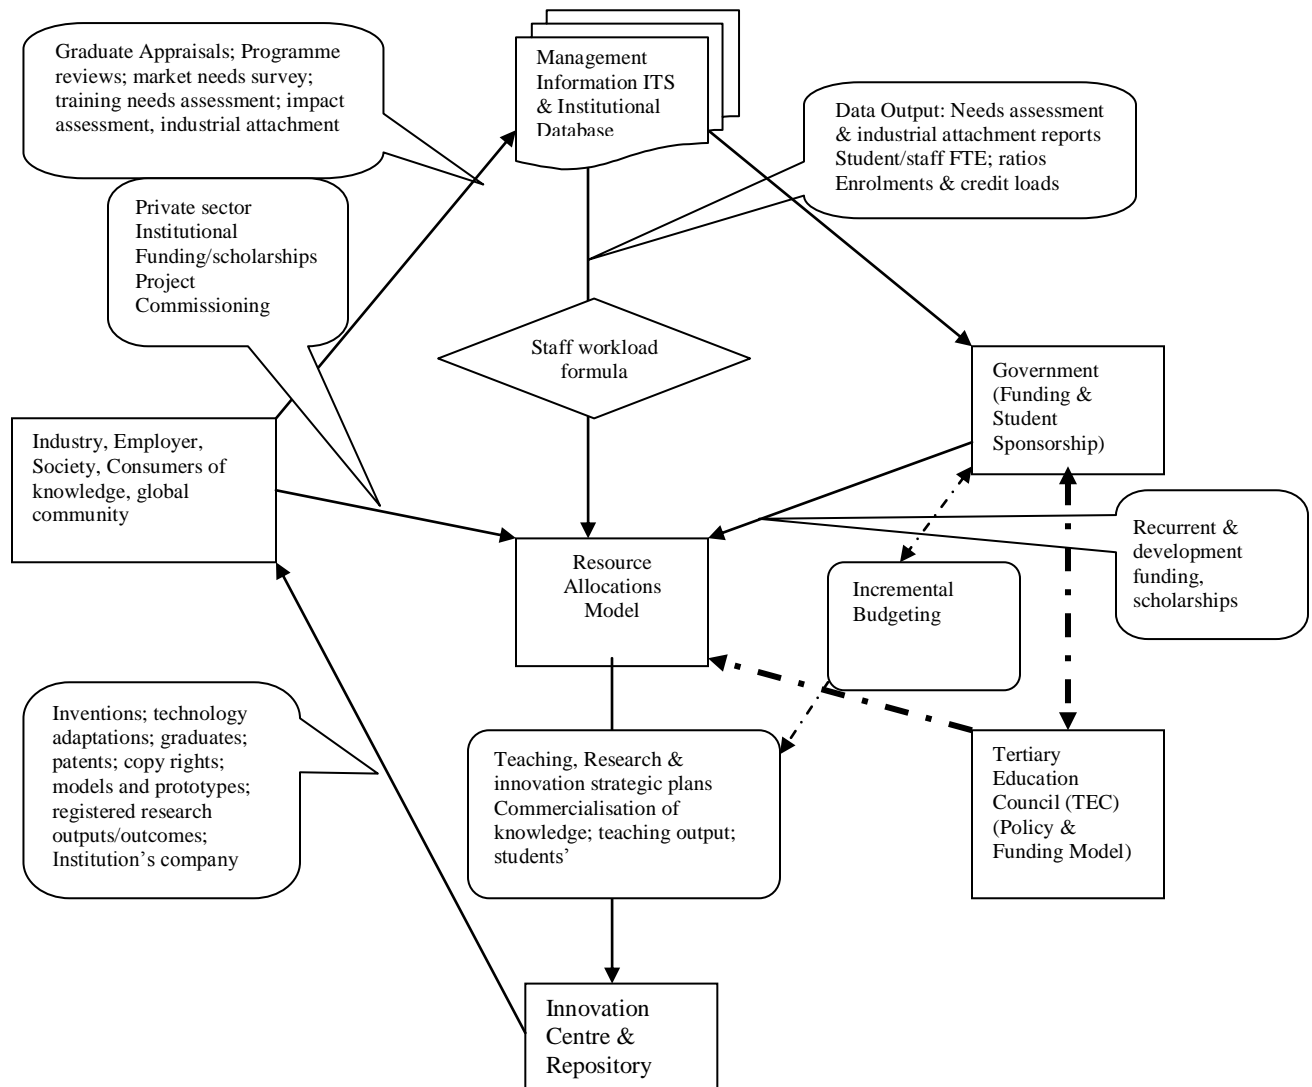 Graduate Appraisals; Programme
reviews; market needs survey;
training needs assessment; impact
assessment, industrial attachment
Management
Information ITS
& Institutional
Database
Data Output: Needs assessment
& industrial attachment reports
Student/staff FTE; ratios
Enrolments & credit loads
Private sector
Institutional
Funding/scholarships
Project
Commissioning
Staff workload
formula
Government
(Funding &
Student
Sponsorship)
Industry, Employer,
Society, Consumers of
knowledge, global
community
Recurrent &
development
funding,
scholarships
Resource
Allocations
Model
Incremental
Budgeting
Inventions; technology
adaptations; graduates;
patents; copy rights;
models and prototypes;
registered research
outputs/outcomes;
Institution’s company
Teaching, Research &
innovation strategic plans
Commercialisation of
knowledge; teaching output;
students’
Tertiary
Education
Council (TEC)
(Policy &
Funding Model)
Innovation
Centre &
Repository